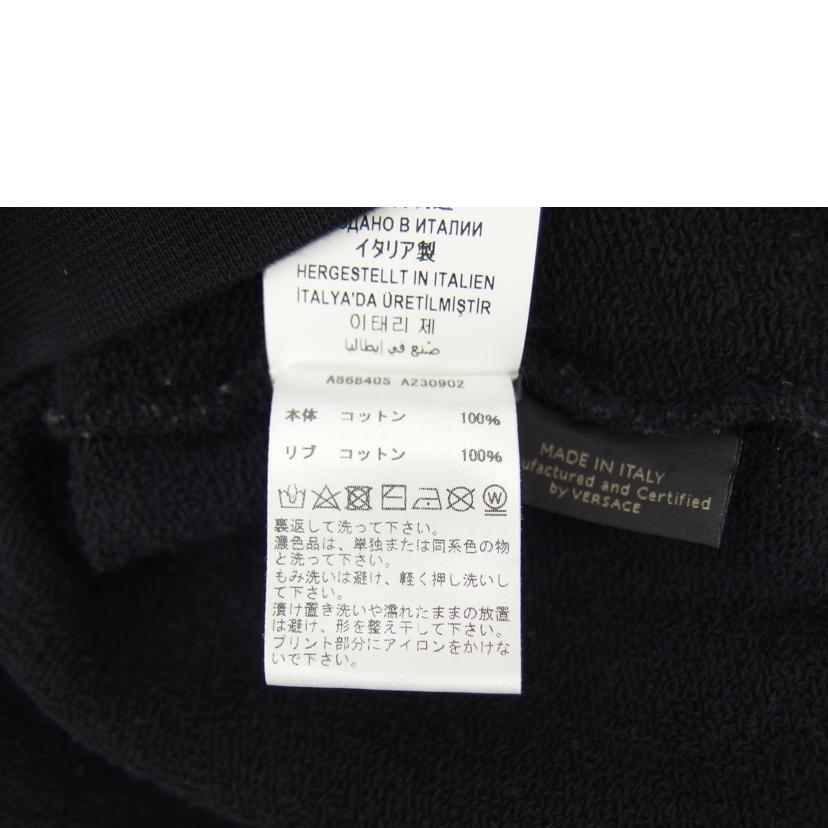 ДАНО В ИТАЛИИ
イタリア製
HERGESTELLT IN ITALIEN
İTALYA'DA ÜRETİLMİŞTİR
이태리 제
صنع في إيطاليا
A86840S A230902
本体 コットン 100%
リブ コットン 100%
裏返して洗って下さい。
濃色品は、単独または同系色の物
と洗って下さい。
もみ洗いは避け、軽く押し洗いし
て下さい。
漬け置き洗いや濡れたままの放置
は避け、形を整え干して下さい。
プリント部分にアイロンをかけな
いで下さい。
MADE IN ITALY
ufactured and Certified
by VERSACE